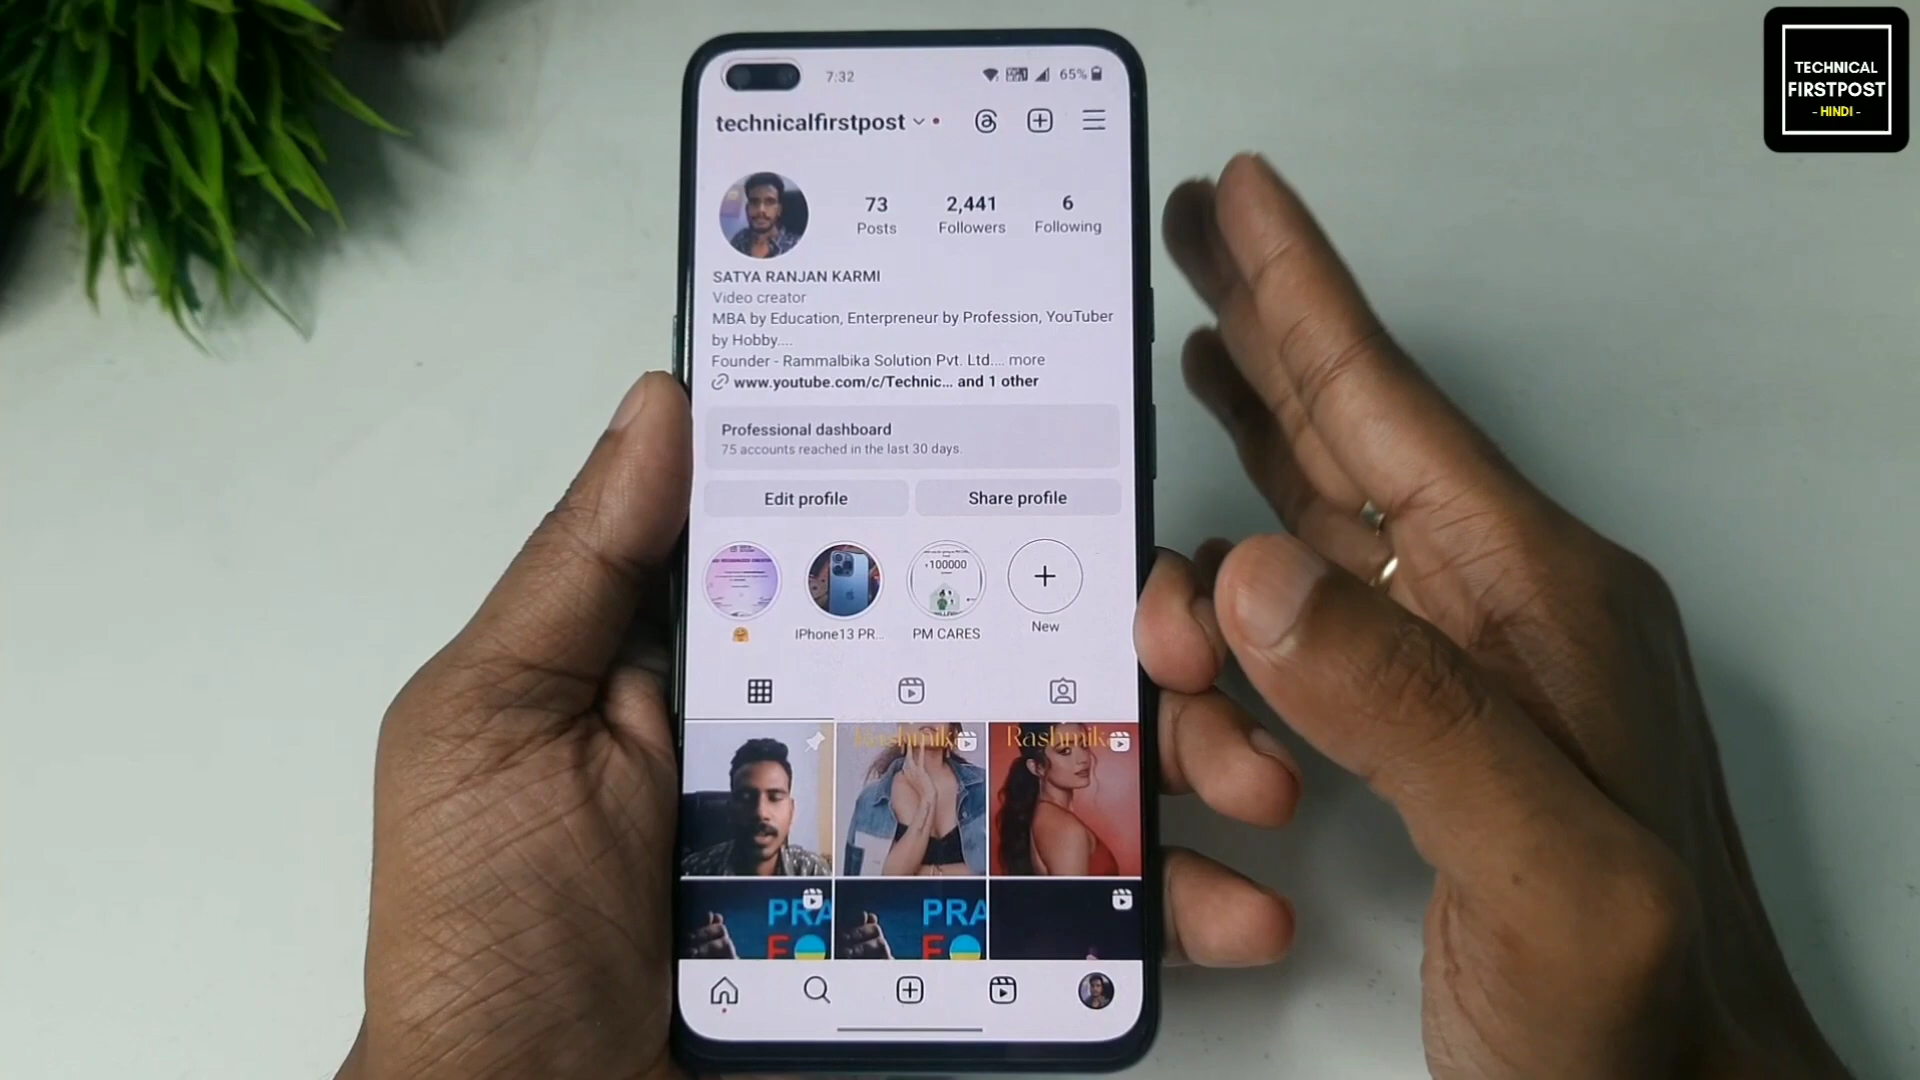 TECHNICAL
FIRSTPOST
- HINDI -
7:32
65%
technicalfirstpost
73
Posts
2,441
Followers
6
Following
SATYA RANJAN KARMI
Video creator
MBA by Education, Enterpreneur by Profession, YouTuber
by Hobby....
Founder - Rammalbika Solution Pvt. Ltd.... more
www.youtube.com/c/Technic... and 1 other
Professional dashboard
75 accounts reached in the last 30 days.
Edit profile
Share profile
+100000
IPhone13 PR...
PM CARES
New
Rashmika
Rashmika
PRA
PRA